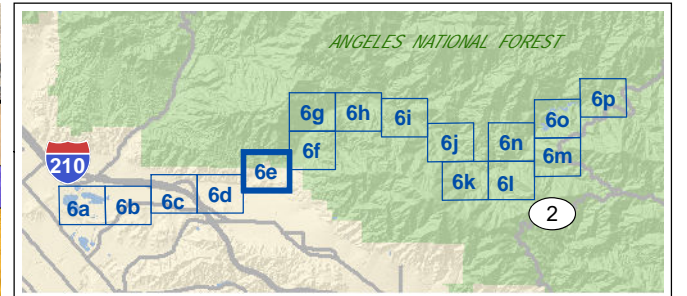 ANGELES NATIONAL FOREST
6p
6g 6h 6i 6o
6f 6j 6n 6m
210
6e
6a 6b 6c 6d 6k 6l
2